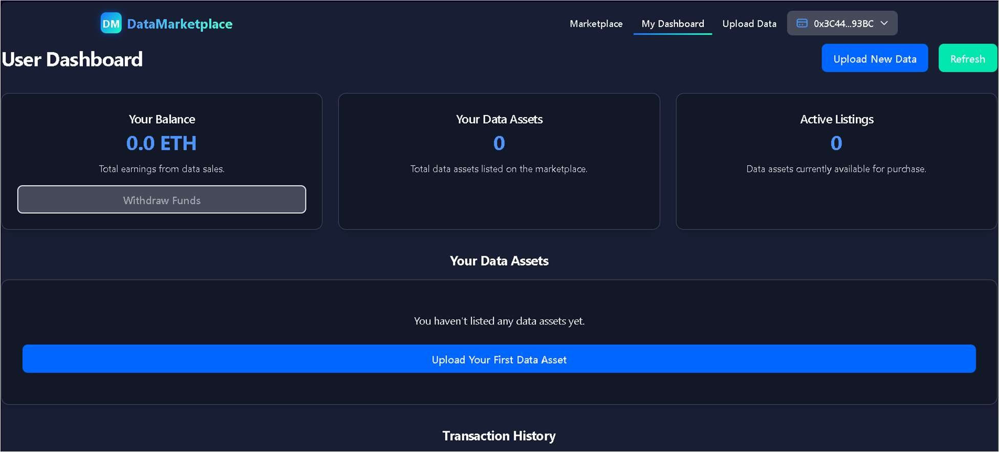 DM DataMarketplace Marketplace My Dashboard Upload Data 0x3C44...93BC
User Dashboard Upload New Data Refresh
Your Balance Your Data Assets Active Listings
0.0 ETH 0 0
Total earnings from data sales. Total data assets listed on the marketplace. Data assets currently available for purchase.
Withdraw Funds
Your Data Assets
You haven't listed any data assets yet.
Upload Your First Data Asset
Transaction History